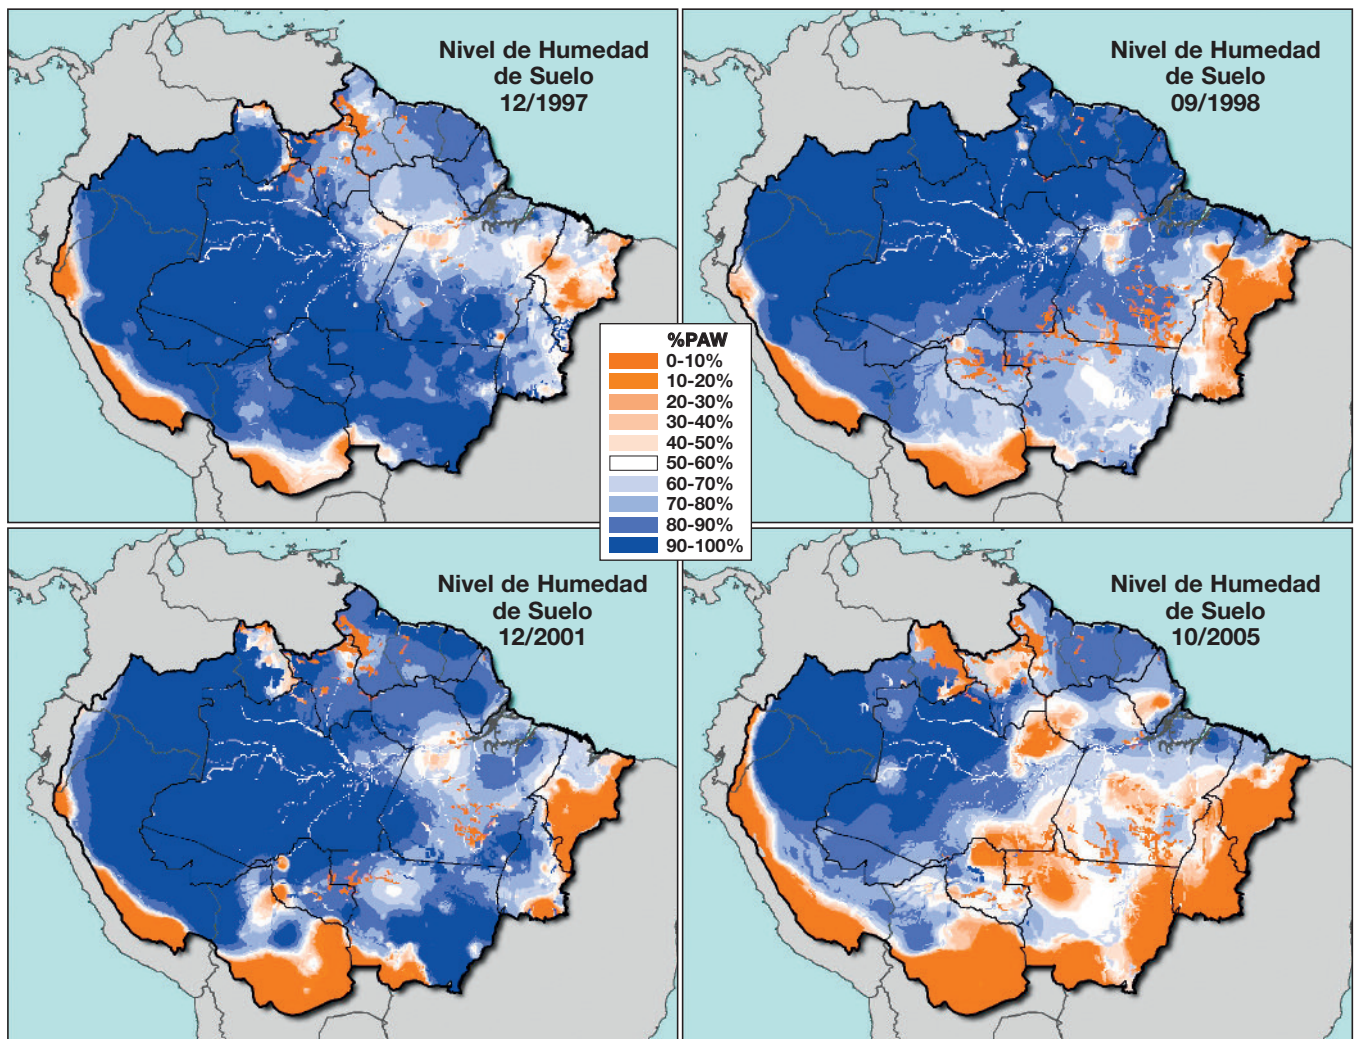 Nivel de Humedad
de Suelo
12/1997
Nivel de Humedad
de Suelo
09/1998
%PAW
0-10%
10-20%
20-30%
30-40%
40-50%
50-60%
60-70%
70-80%
80-90%
90-100%
Nivel de Humedad
de Suelo
12/2001
Nivel de Humedad
de Suelo
10/2005